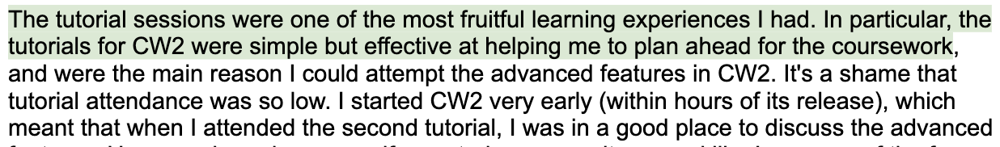 The tutorial sessions were one of the most fruitful learning experiences I had. In particular, the
tutorials for CW2 were simple but effective at helping me to plan ahead for the coursework,
and were the main reason I could attempt the advanced features in CW2. It's a shame that
tutorial attendance was so low. I started CW2 very early (within hours of its release), which
meant that when I attended the second tutorial, I was in a good place to discuss the advanced